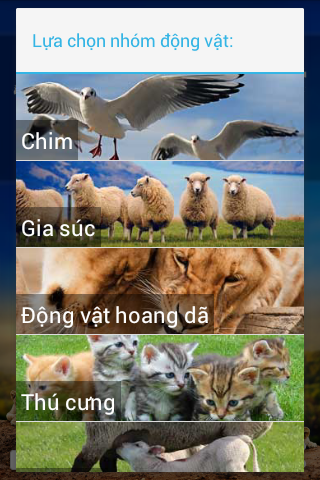 Lựa chọn nhóm động vật:
Chim
Gia súc
Động vật hoang dã
Thú cưng